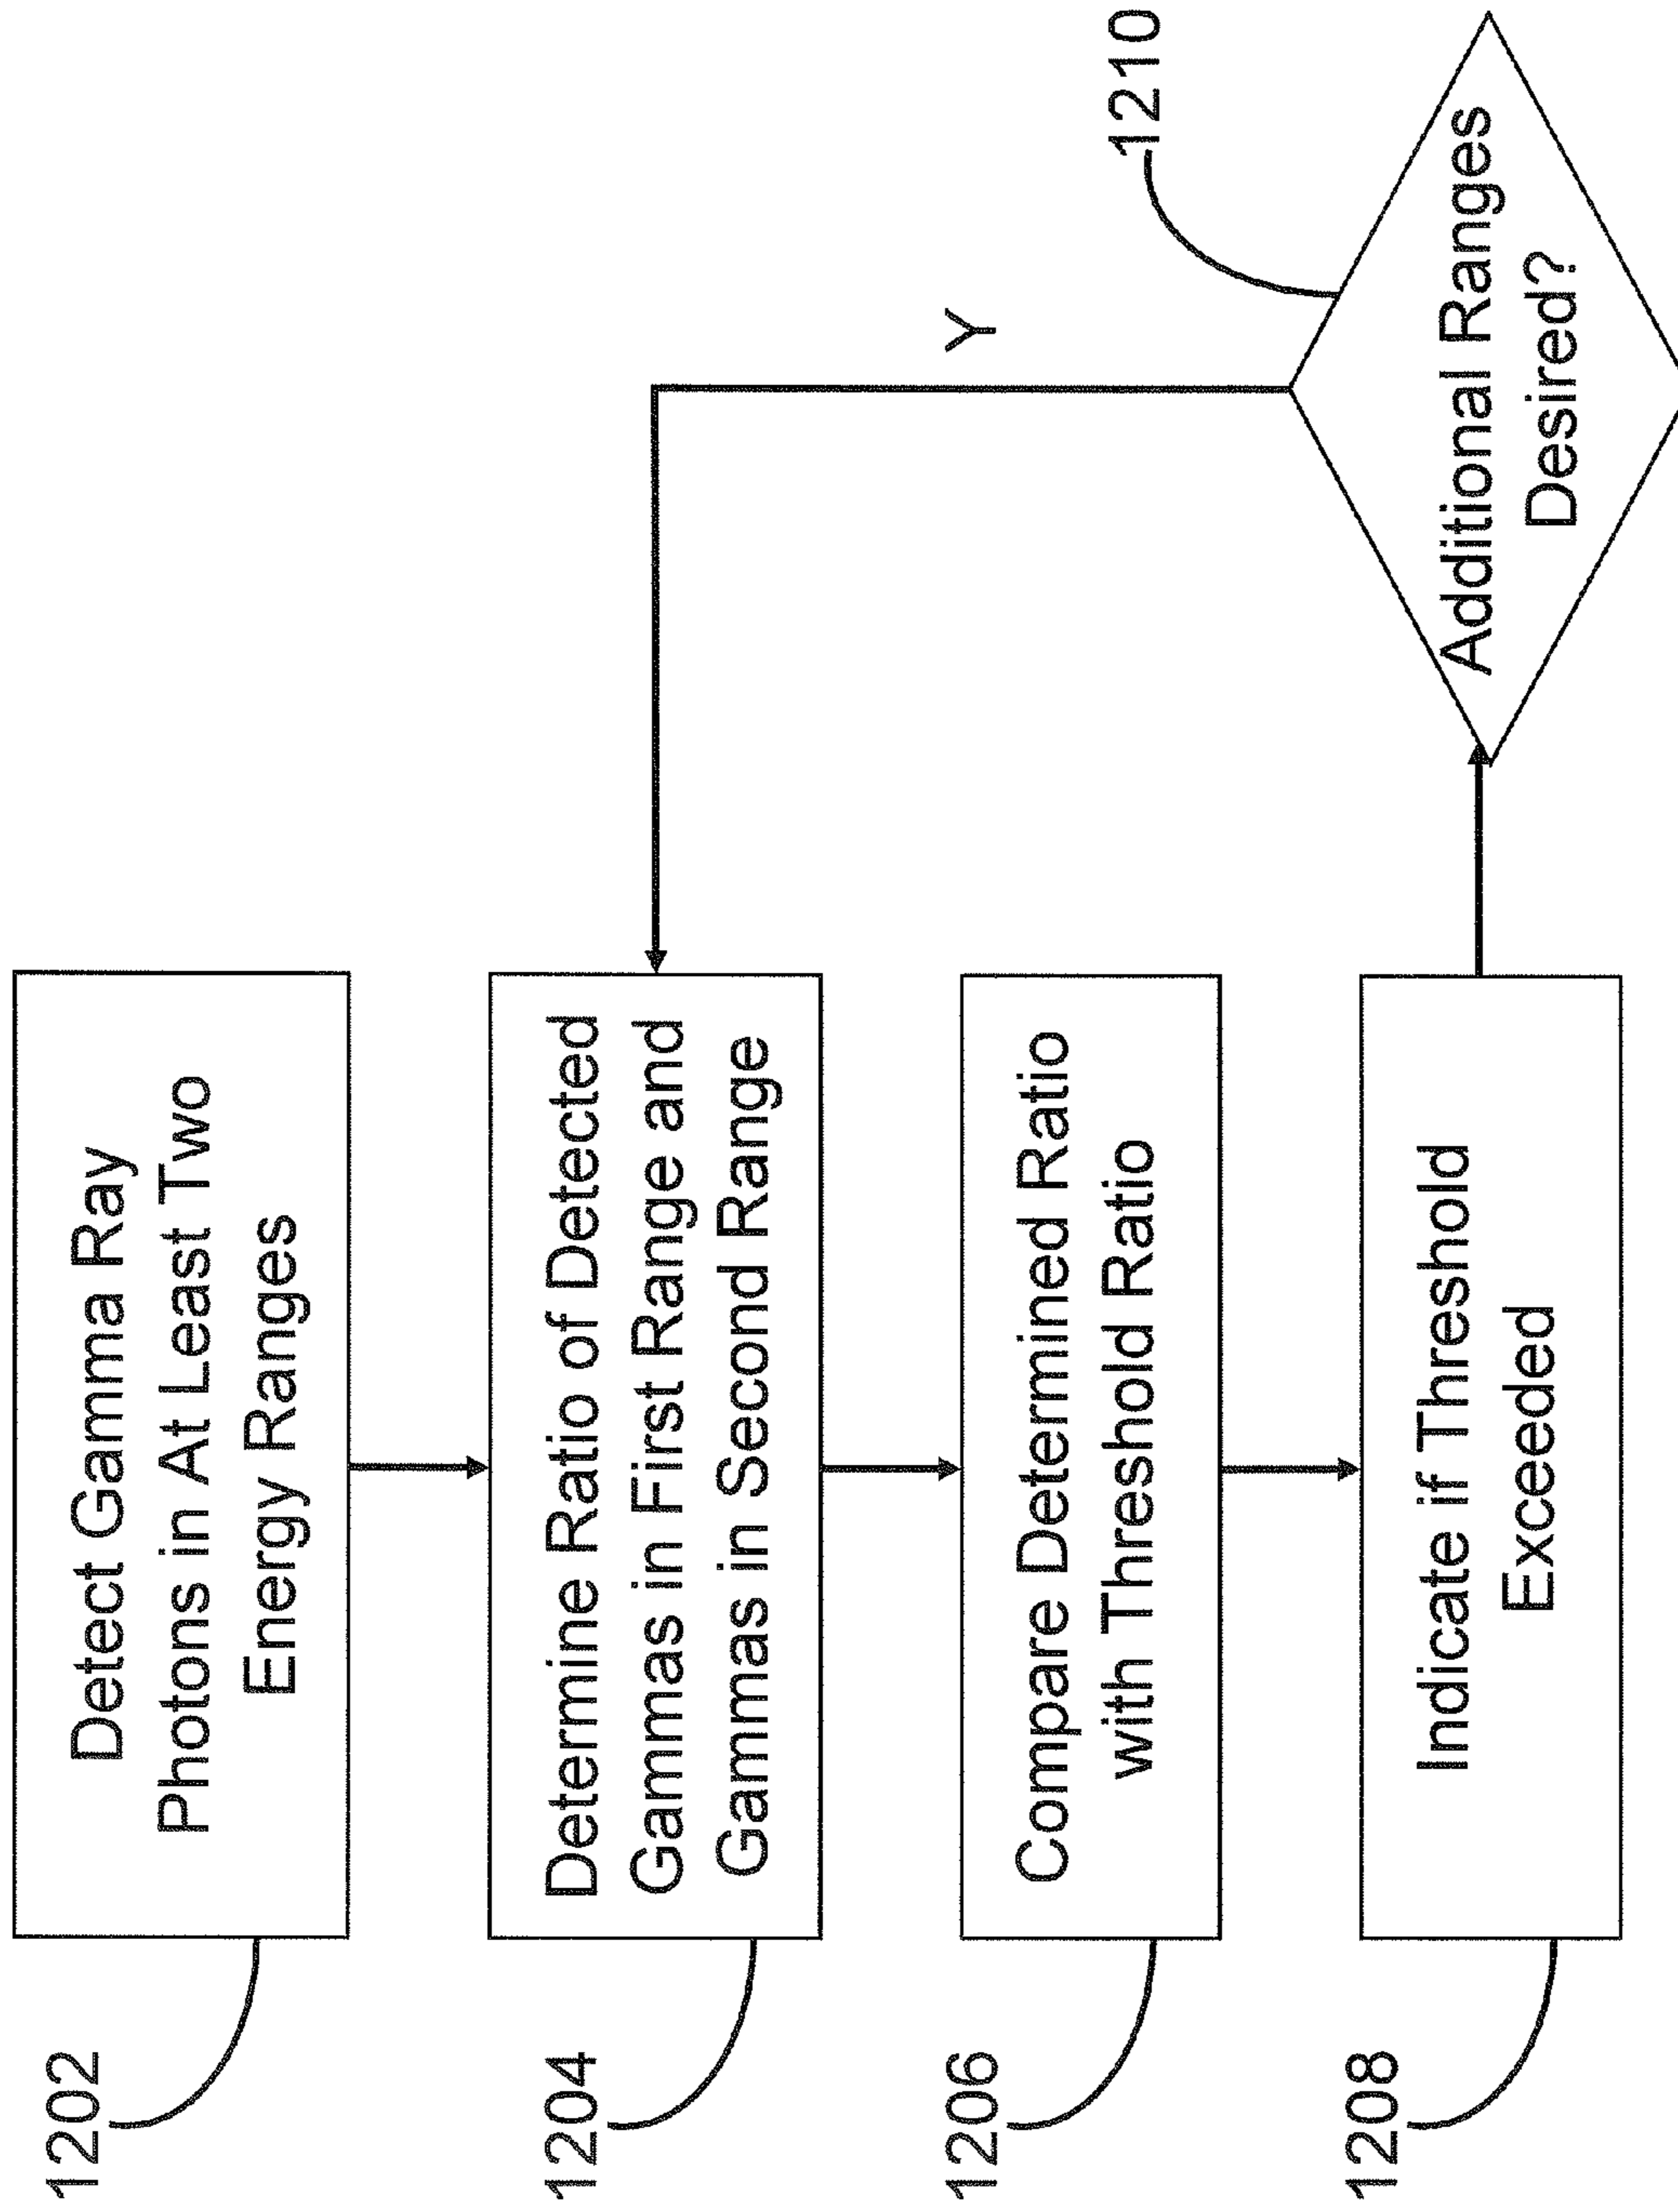 1202
Detect Gamma Ray
Photons in At Least Two
Energy Ranges
1204
Determine Ratio of Detected
Gammas in First Range and
Gammas in Second Range
1206
Compare Determined Ratio
with Threshold Ratio
1208
Indicate if Threshold
Exceeded
Y
1210
Additional Ranges
Desired?